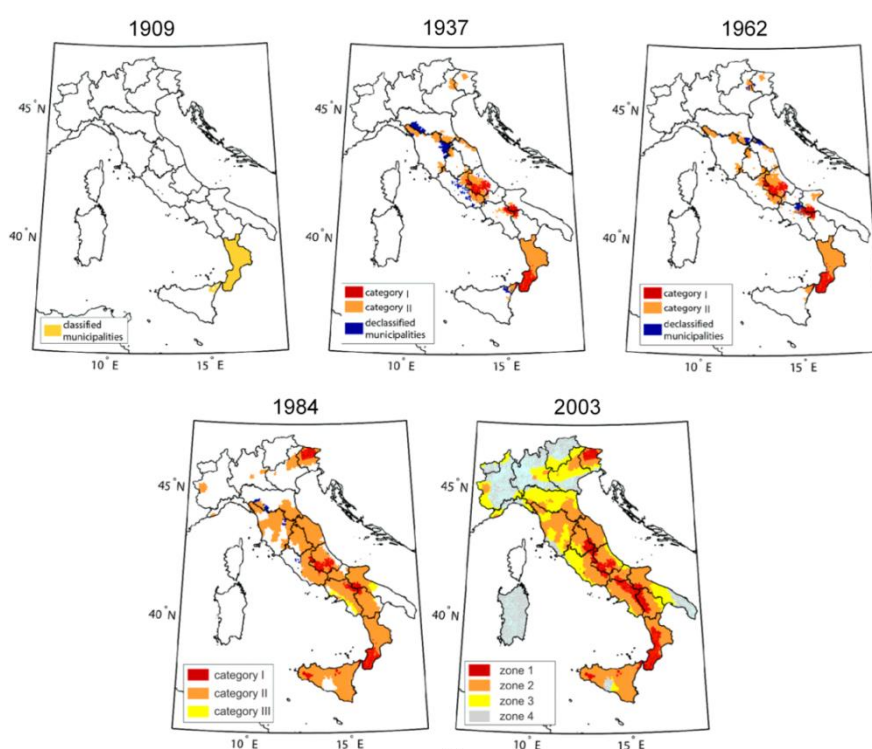 1909
1937
1962
45°N
40°N
10°E
15°E
classified
municipalities
45°N
40°N
10°E
15°E
category I
category II
declassified
municipalities
45°N
40°N
10°E
15°E
category I
category II
declassified
municipalities
1984
2003
45°N
40°N
10°E
15°E
category I
category II
category III
45°N
40°N
10°E
15°E
zone 1
zone 2
zone 3
zone 4